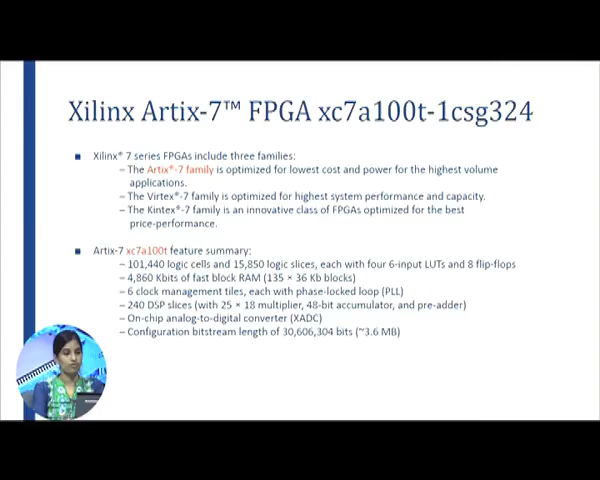 Xilinx Artix-7™ FPGA xc7a100t-1csg324
■ Xilinx® 7 series FPGAs include three families:
– The Artix®-7 family is optimized for lowest cost and power for the highest volume
applications.
– The Virtex®-7 family is optimized for highest system performance and capacity.
– The Kintex®-7 family is an innovative class of FPGAs optimized for the best
price-performance.
■ Artix-7 xc7a100t feature summary:
– 101,440 logic cells and 15,850 logic slices, each with four 6-input LUTs and 8 flip-flops
– 4,860 Kbits of fast block RAM (135 × 36 Kb blocks)
– 6 clock management tiles, each with phase-locked loop (PLL)
– 240 DSP slices (with 25 × 18 multiplier, 48-bit accumulator, and pre-adder)
– On-chip analog-to-digital converter (XADC)
– Configuration bitstream length of 30,606,304 bits (~3.6 MB)